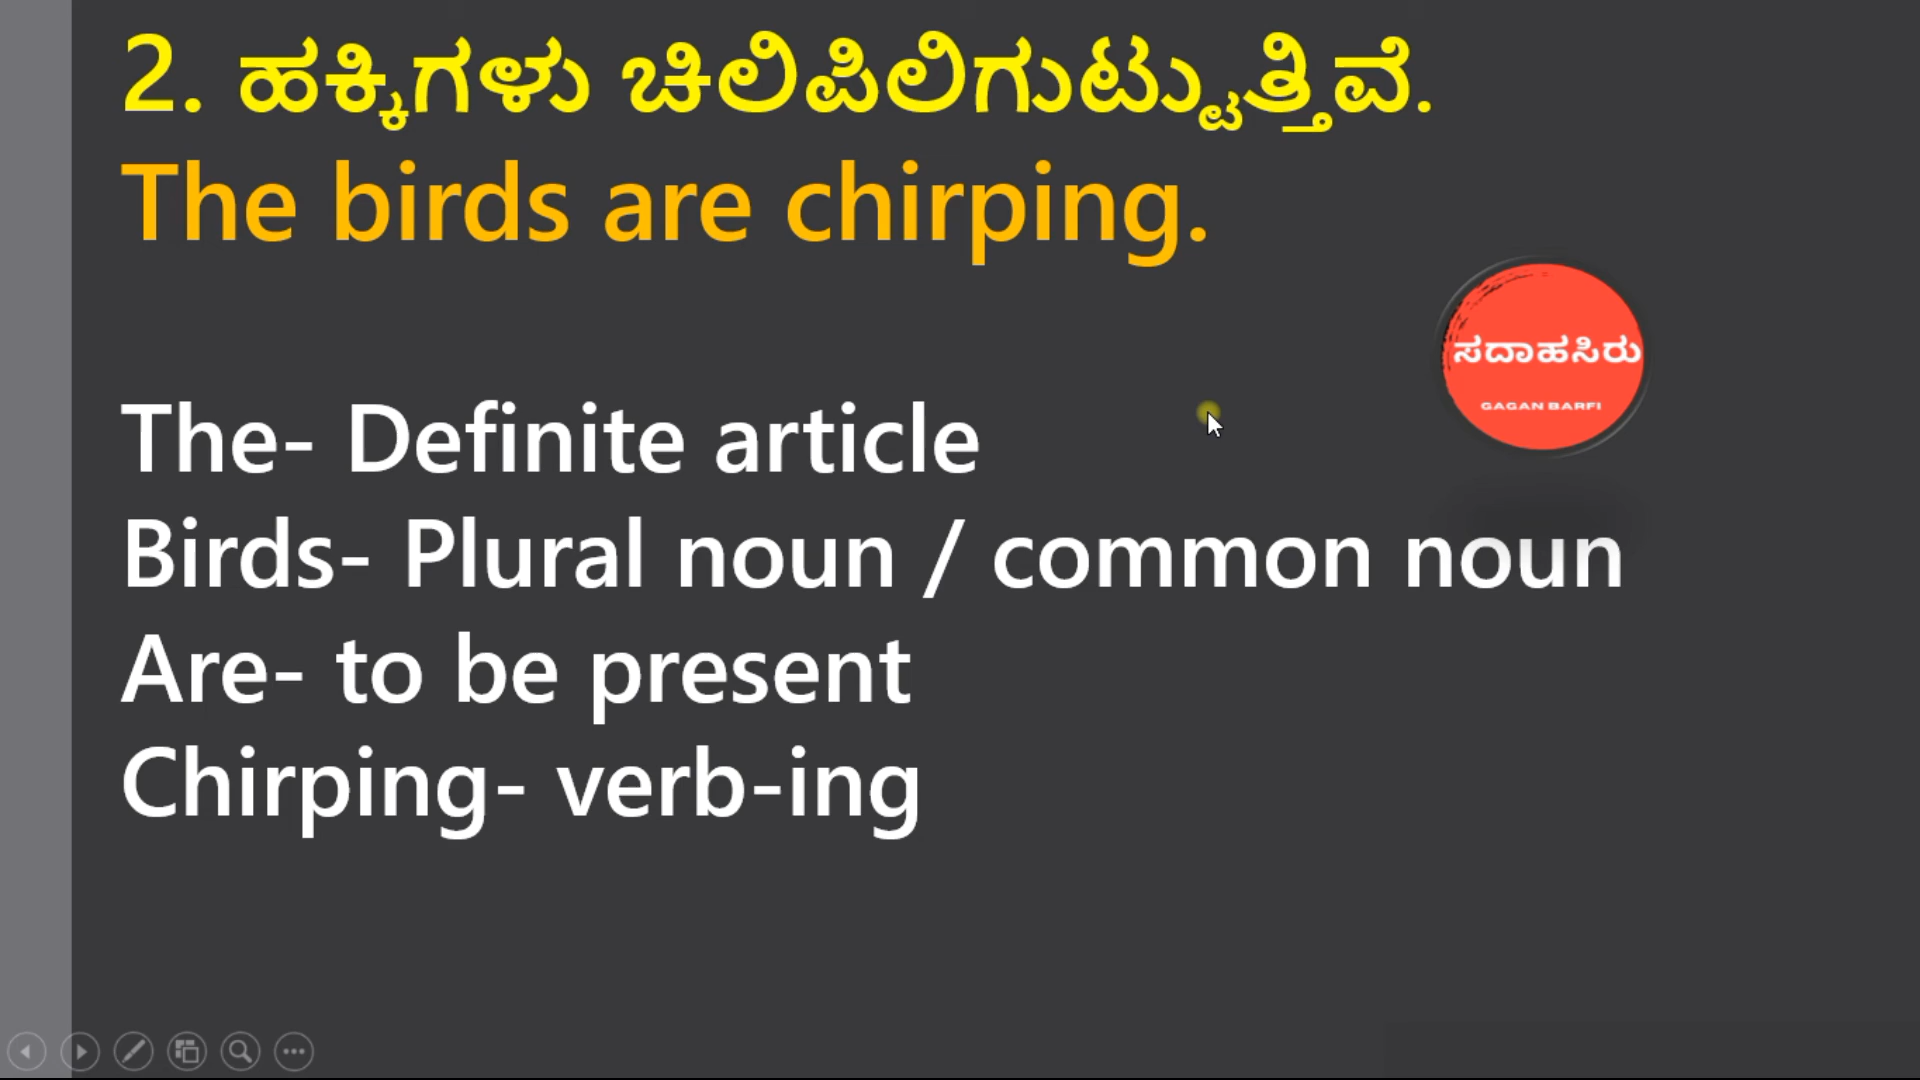 2. ಹಕ್ಕಿಗಳು ಚಿಲಿಪಿಲಿಗುಟ್ಟುತ್ತಿವೆ.
The birds are chirping.
ಸದಾಹಸಿರು
GAGAN BARFI
The- Definite article
Birds- Plural noun / common noun
Are- to be present
Chirping- verb-ing